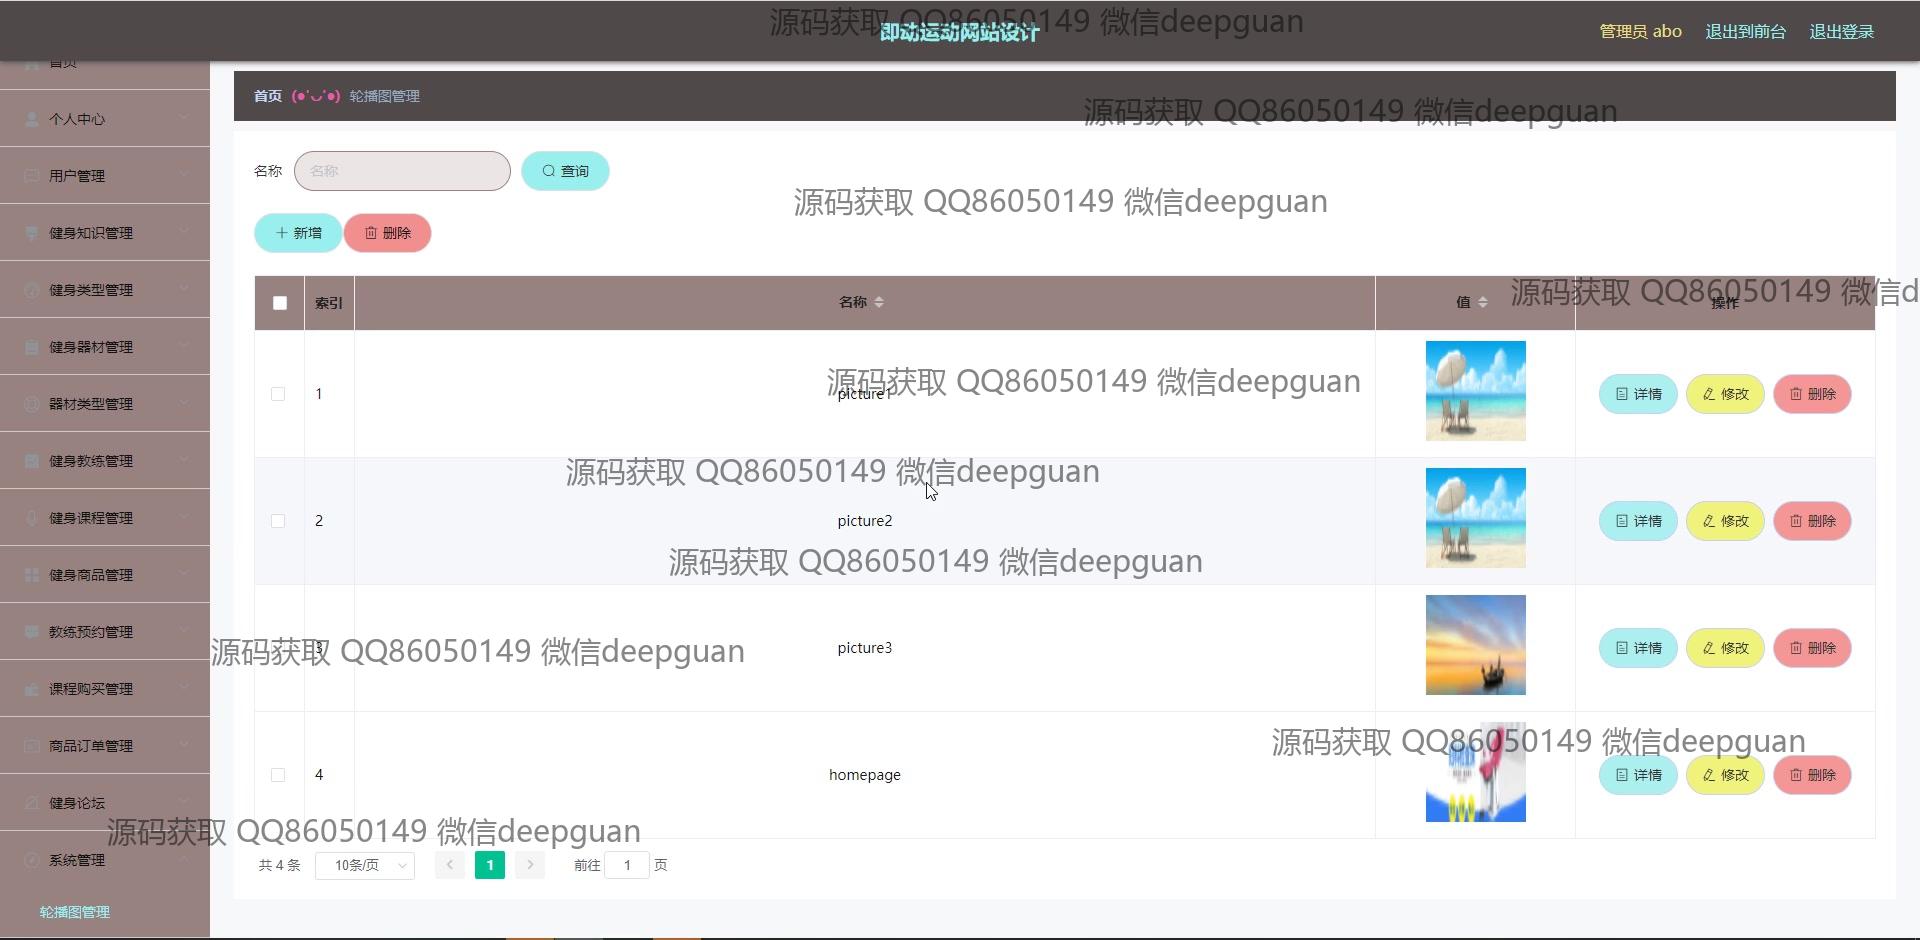 源码获取 QQ86050149 微信deepguan
即动运动网站设计
管理员 abo 退出到前台 退出登录
首页
首页 (●'◡'●) 轮播图管理
源码获取 QQ86050149 微信deepguan
个人中心
名称 名称 查询
用户管理
源码获取 QQ86050149 微信deepguan
新增 删除
健身知识管理
健身类型管理
源码获取 QQ86050149 微信d
索引 名称 值 操作
健身器材管理
源码获取 QQ86050149 微信deepguan
1 picture1 详情 修改 删除
器材类型管理
健身教练管理
源码获取 QQ86050149 微信deepguan
2 picture2 详情 修改 删除
健身课程管理
源码获取 QQ86050149 微信deepguan
健身商品管理
教练预约管理
源码获取 QQ86050149 微信deepguan
3 picture3 详情 修改 删除
课程购买管理
商品订单管理
源码获取 QQ86050149 微信deepguan
4 homepage 详情 修改 删除
健身论坛
源码获取 QQ86050149 微信deepguan
系统管理
共 4 条 10条/页 1 前往 1 页
轮播图管理